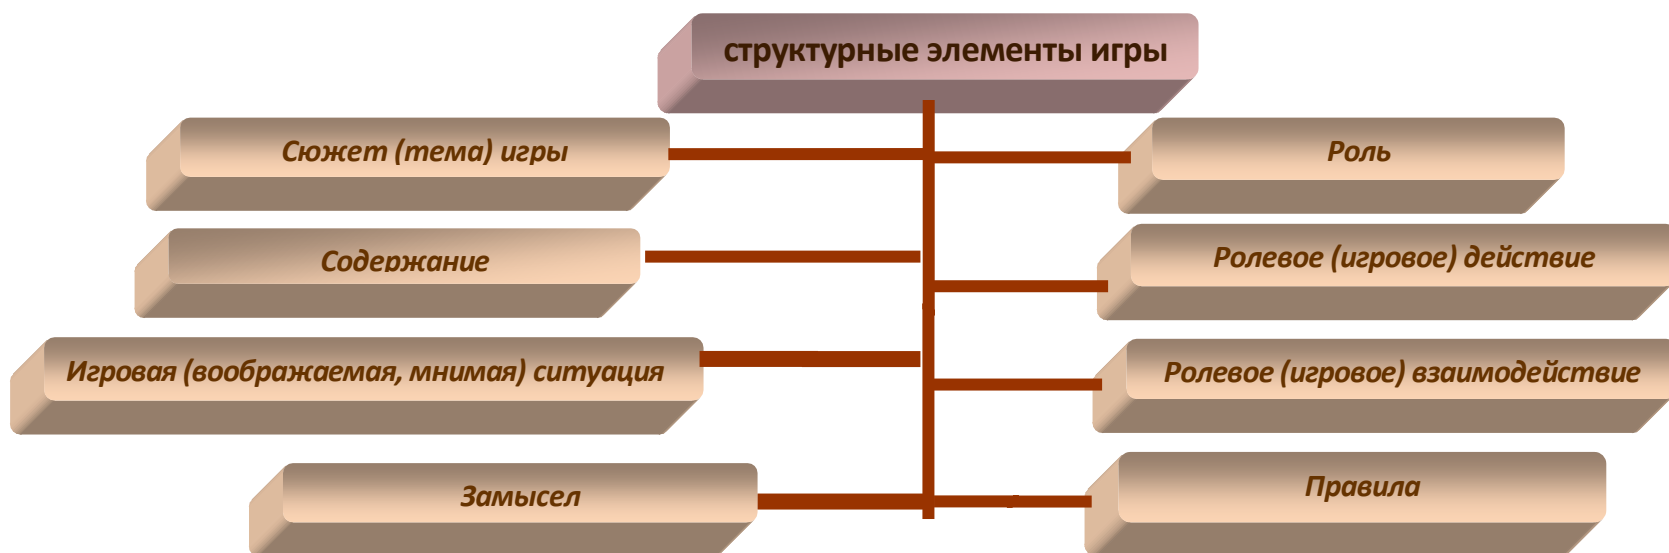 структурные элементы игры
Сюжет (тема) игры
Роль
Содержание
Ролевое (игровое) действие
Игровая (воображаемая, мнимая) ситуация
Ролевое (игровое) взаимодействие
Замысел
Правила